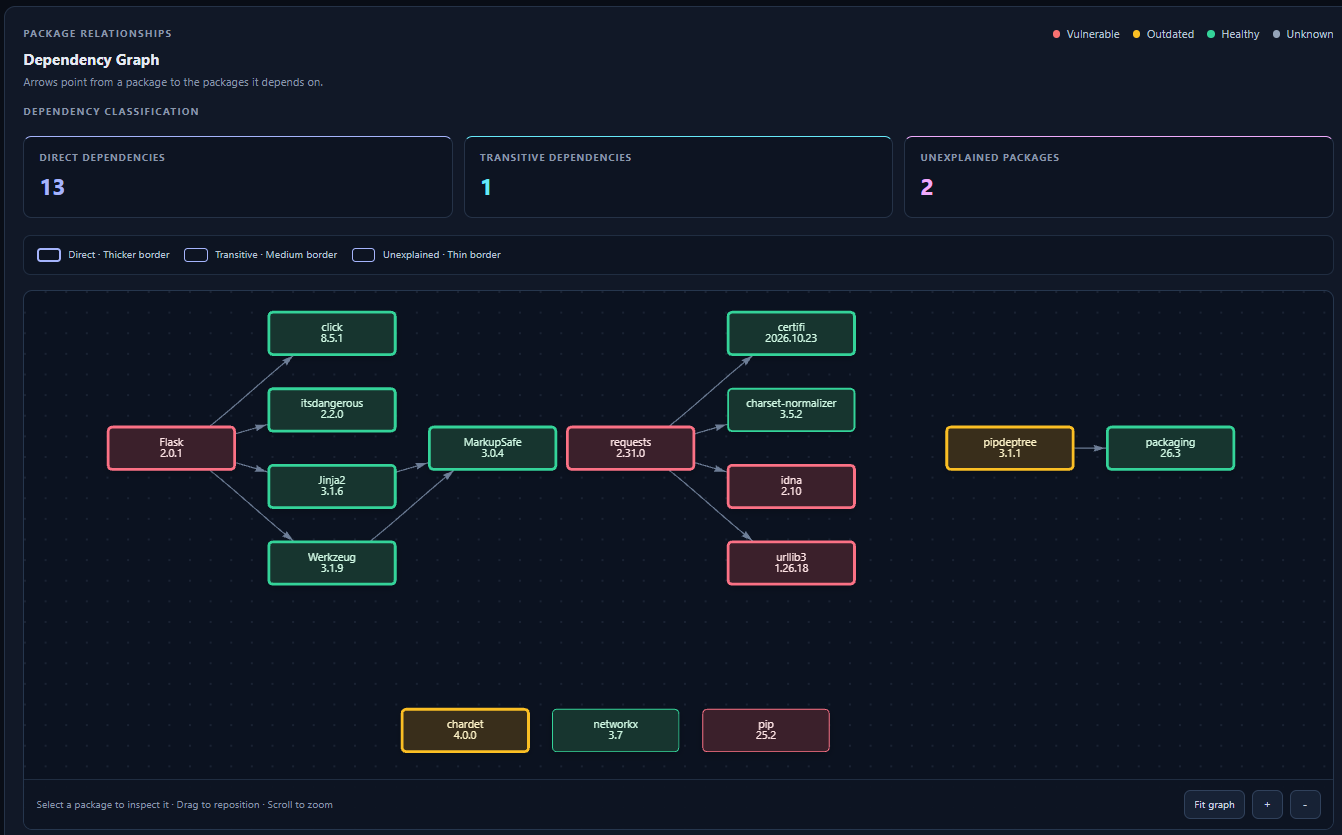 PACKAGE RELATIONSHIPS
Vulnerable
Outdated
Healthy
Unknown
Dependency Graph
Arrows point from a package to the packages it depends on.
DEPENDENCY CLASSIFICATION
DIRECT DEPENDENCIES
13
TRANSITIVE DEPENDENCIES
1
UNEXPLAINED PACKAGES
2
Direct · Thicker border
Transitive · Medium border
Unexplained · Thin border
click
8.5.1
itsdangerous
2.2.0
Flask
2.0.1
Jinja2
3.1.6
Werkzeug
3.1.9
MarkupSafe
3.0.4
requests
2.31.0
certifi
2026.10.23
charset-normalizer
3.5.2
idna
2.10
urllib3
1.26.18
pipdeptree
3.1.1
packaging
26.3
chardet
4.0.0
networkx
3.7
pip
25.2
Select a package to inspect it · Drag to reposition · Scroll to zoom
Fit graph
+
-